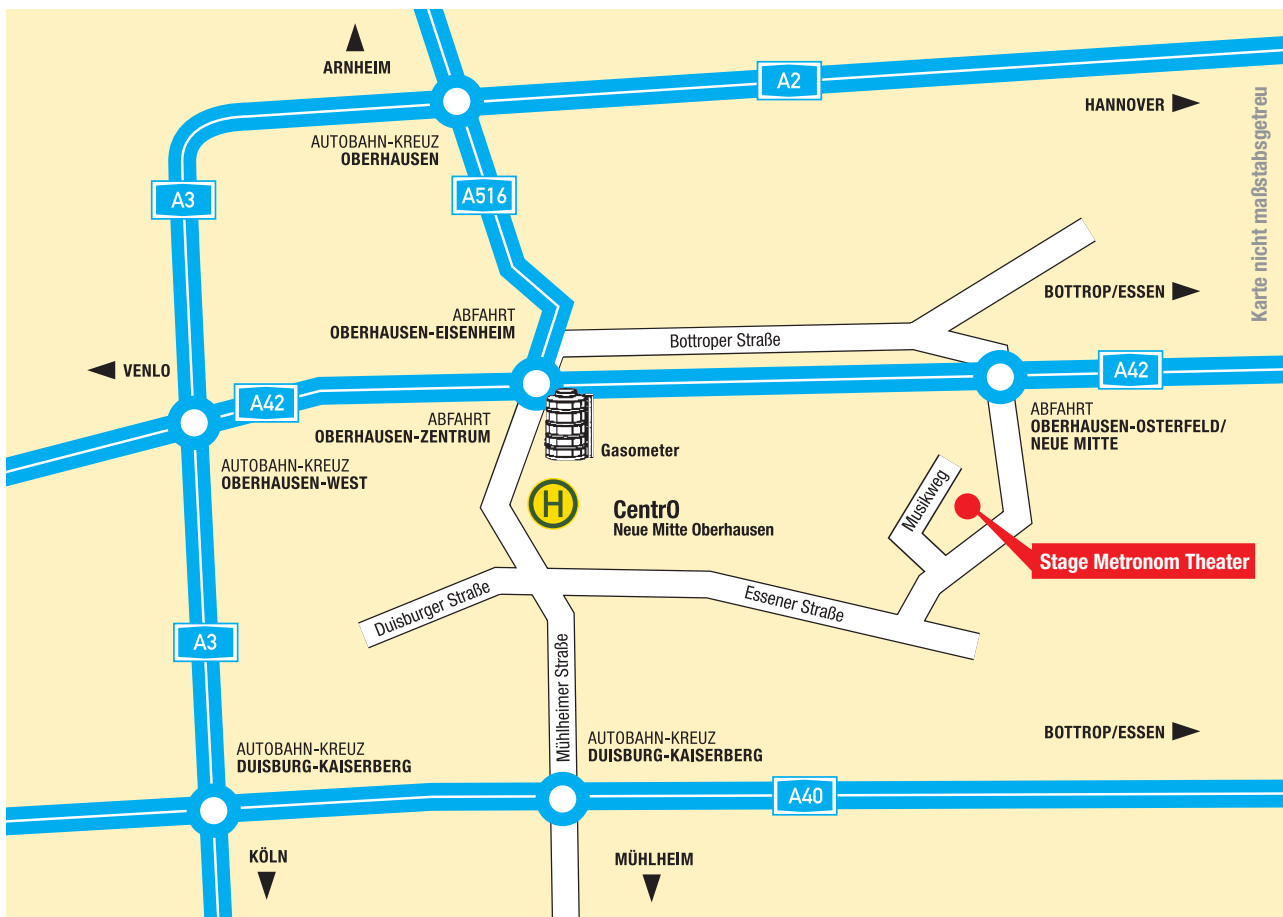 ARNHEIM
A2
HANNOVER
AUTOBAHN-KREUZ
OBERHAUSEN
A3
A516
Karte nicht maßstabsgetreu
BOTTROP/ESSEN
ABFAHRT
OBERHAUSEN-EISENHEIM
Bottroper Straße
VENLO
A42
A42
ABFAHRT
OBERHAUSEN-ZENTRUM
ABFAHRT
OBERHAUSEN-OSTERFELD/
NEUE MITTE
Gasometer
AUTOBAHN-KREUZ
OBERHAUSEN-WEST
H
CentrO
Neue Mitte Oberhausen
Musikweg
Stage Metronom Theater
Duisburger Straße
Essener Straße
A3
Mühlheimer Straße
AUTOBAHN-KREUZ
DUISBURG-KAISERBERG
AUTOBAHN-KREUZ
DUISBURG-KAISERBERG
BOTTROP/ESSEN
A40
KÖLN
MÜHLHEIM